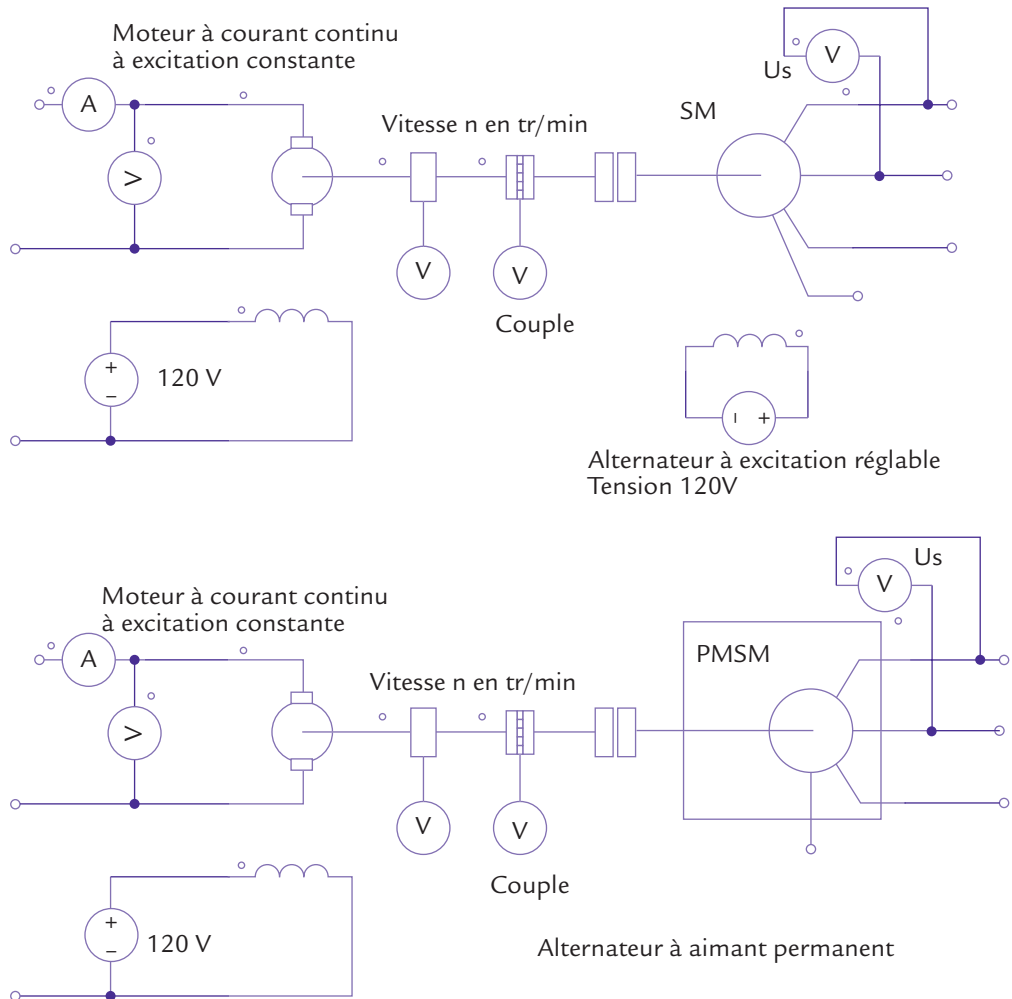 Moteur à courant continu
à excitation constante
A
V
Vitesse n en tr/min
V
V
Couple
SM
Us
V
+
−
120 V
− +
Alternateur à excitation réglable
Tension 120V
Moteur à courant continu
à excitation constante
A
V
Vitesse n en tr/min
V
V
Couple
PMSM
V
Us
+
−
120 V
Alternateur à aimant permanent